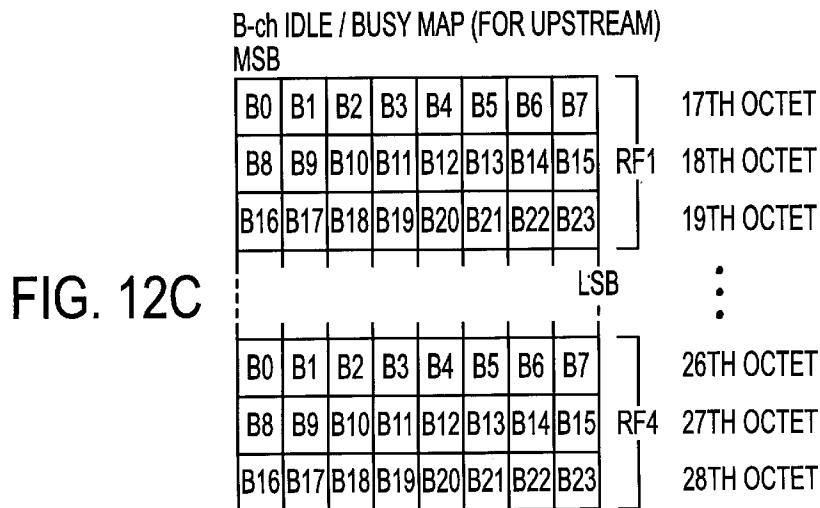 B-ch IDLE / BUSY MAP (FOR UPSTREAM)
MSB
B0 B1 B2 B3 B4 B5 B6 B7 17TH OCTET
B8 B9 B10 B11 B12 B13 B14 B15 RF1 18TH OCTET
B16 B17 B18 B19 B20 B21 B22 B23 19TH OCTET
LSB
FIG. 12C
B0 B1 B2 B3 B4 B5 B6 B7 26TH OCTET
B8 B9 B10 B11 B12 B13 B14 B15 RF4 27TH OCTET
B16 B17 B18 B19 B20 B21 B22 B23 28TH OCTET